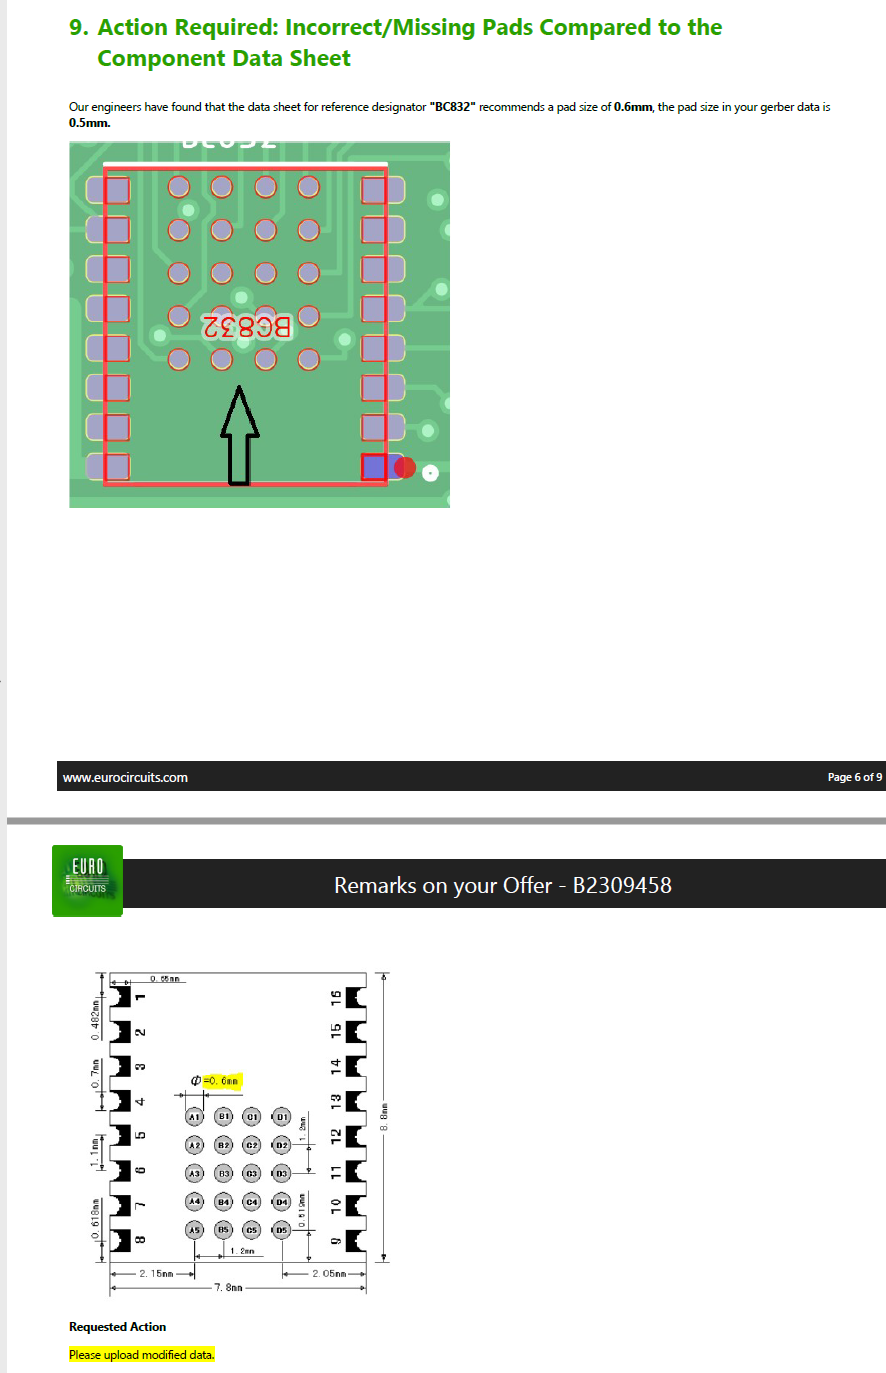 9. Action Required: Incorrect/Missing Pads Compared to the
Component Data Sheet
Our engineers have found that the data sheet for reference designator "BC832" recommends a pad size of 0.6mm, the pad size in your gerber data is
0.5mm.
BC832
BC832
www.eurocircuits.com
Page 6 of 9
EURO
CIRCUITS
Remarks on your Offer - B2309458
0.65mm
1
16
0.482mm
2
15
0.7mm
3
14
Φ=0.6mm
4
13
A1 B1 C1 D1
1.2mm
8.8mm
1.1mm
5
12
A2 B2 C2 D2
6
11
A3 B3 C3 D3
0.618mm
7
10
A4 B4 C4 D4
8
9
A5 B5 C5 D5
1.2mm
2.15mm
2.05mm
7.8mm
Requested Action
Please upload modified data.